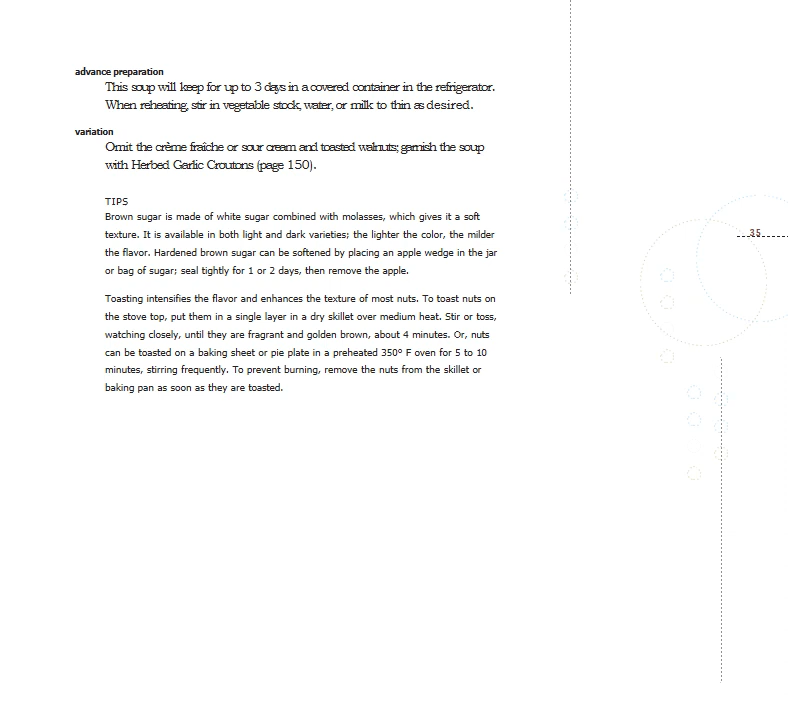 advance preparation
This soup will keep for up to 3 days in a covered container in the refrigerator.
When reheating, stir in vegetable stock, water, or milk to thin as desired.
variation
Omit the crème fraîche or sour cream and toasted walnuts; garnish the soup
with Herbed Garlic Croutons (page 150).
TIPS
Brown sugar is made of white sugar combined with molasses, which gives it a soft
texture. It is available in both light and dark varieties; the lighter the color, the milder
the flavor. Hardened brown sugar can be softened by placing an apple wedge in the jar
or bag of sugar; seal tightly for 1 or 2 days, then remove the apple.
Toasting intensifies the flavor and enhances the texture of most nuts. To toast nuts on
the stove top, put them in a single layer in a dry skillet over medium heat. Stir or toss,
watching closely, until they are fragrant and golden brown, about 4 minutes. Or, nuts
can be toasted on a baking sheet or pie plate in a preheated 350° F oven for 5 to 10
minutes, stirring frequently. To prevent burning, remove the nuts from the skillet or
baking pan as soon as they are toasted.
35